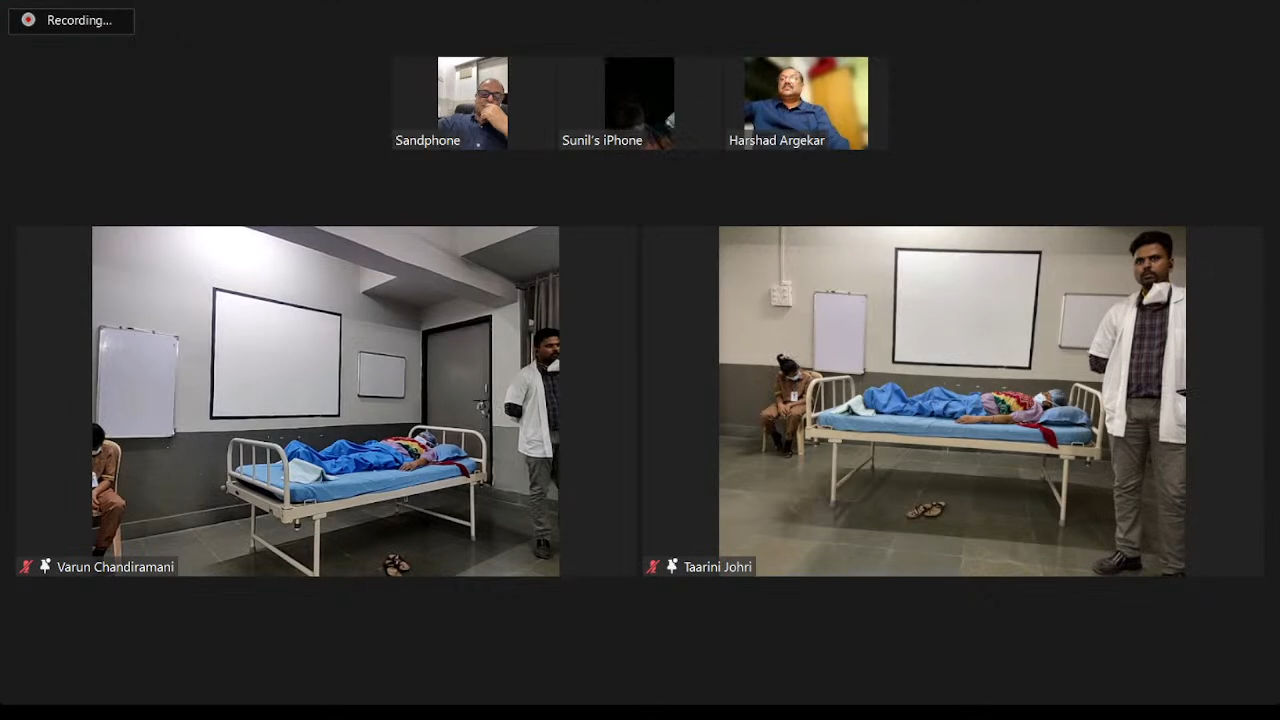 Recording...
Sandphone
Sunil's iPhone
Harshad Argekar
Varun Chandiramani
Taarini Johri